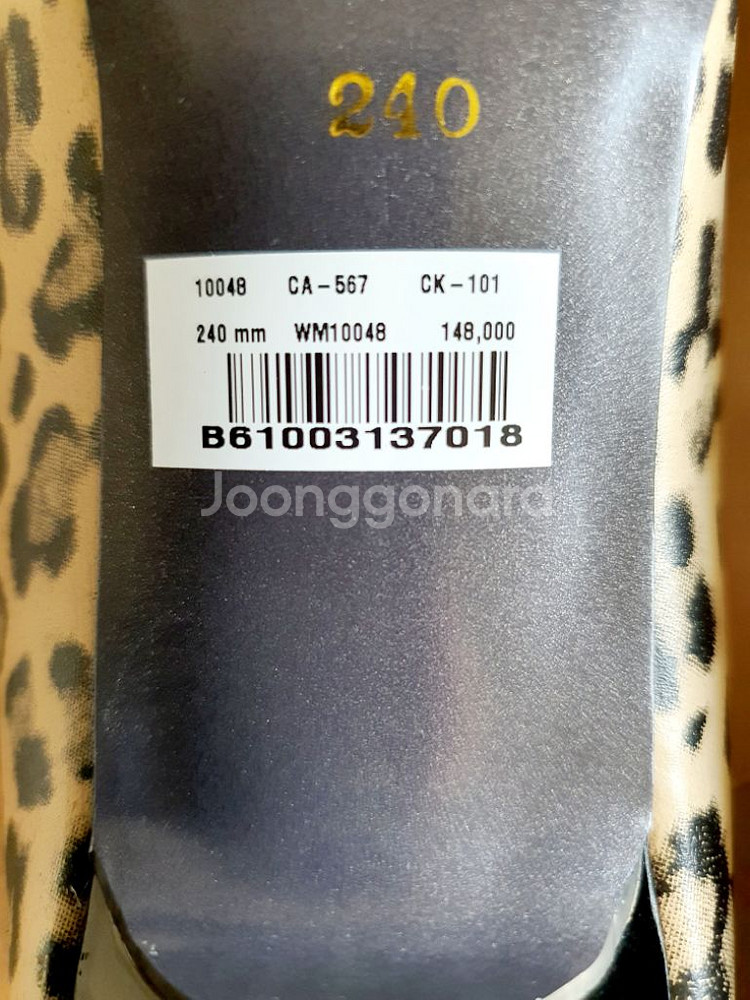 240
10048 CA-567 CK-101
240 mm WM10048 148,000
B61003137018
Joonggonara